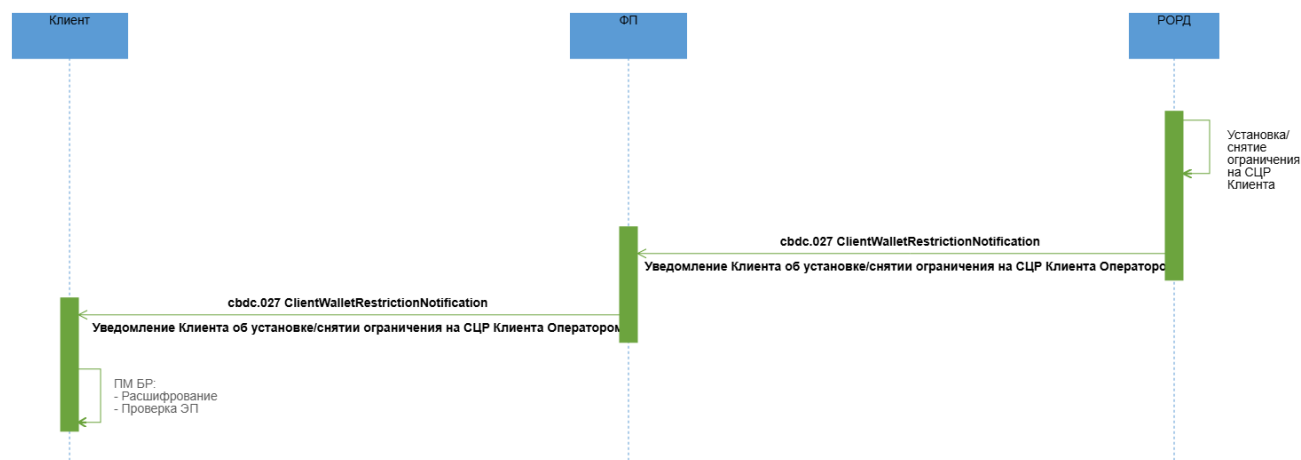 Клиент
ФП
РОРД
Установка/
снятие
ограничения
на СЦР
Клиента
cbdc.027 ClientWalletRestrictionNotification
Уведомление Клиента об установке/снятии ограничения на СЦР Клиента Операторо
cbdc.027 ClientWalletRestrictionNotification
Уведомление Клиента об установке/снятии ограничения на СЦР Клиента Оператором
ПМ БР:
- Расшифрование
- Проверка ЭП